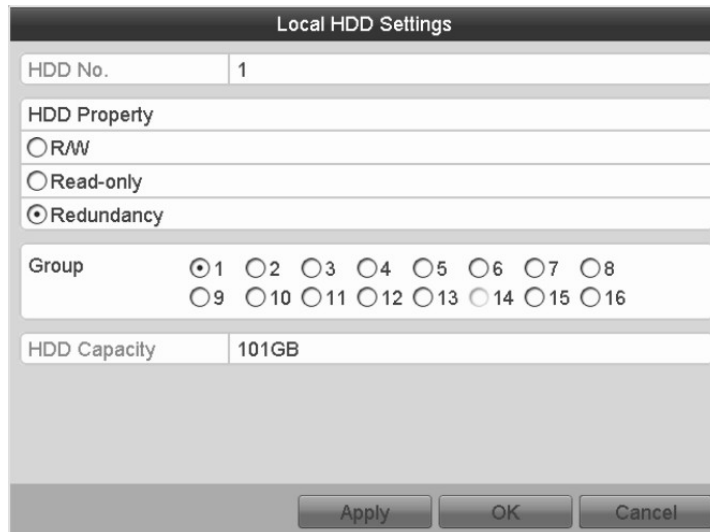 Local HDD Settings
HDD No. 1
HDD Property
R/W
Read-only
Redundancy
Group 1 2 3 4 5 6 7 8
9 10 11 12 13 14 15 16
HDD Capacity 101GB
Apply OK Cancel